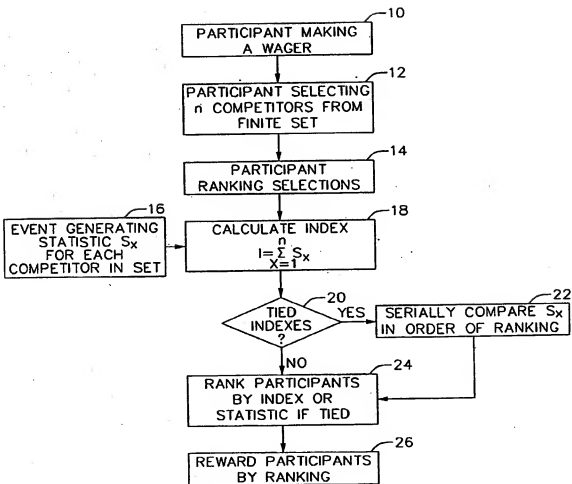 10
PARTICIPANT MAKING
A WAGER
12
PARTICIPANT SELECTING
n COMPETITORS FROM
FINITE SET
14
PARTICIPANT
RANKING SELECTIONS
16
EVENT GENERATING
STATISTIC Sx
FOR EACH
COMPETITOR IN SET
18
CALCULATE INDEX
n
I=Σ Sx
X=1
20
TIED
INDEXES
?
YES
NO
22
SERIALLY COMPARE Sx
IN ORDER OF RANKING
24
RANK PARTICIPANTS
BY INDEX OR
STATISTIC IF TIED
26
REWARD PARTICIPANTS
BY RANKING